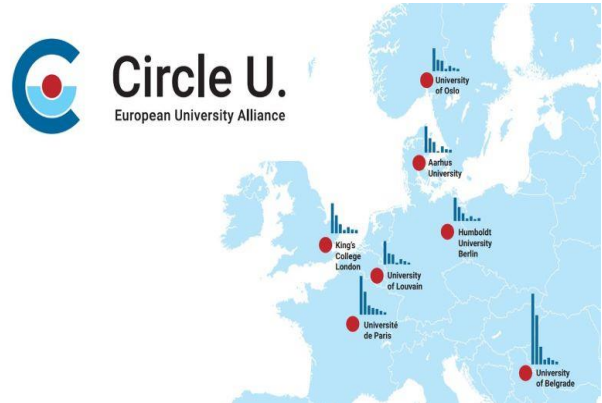 Circle U.
European University Alliance
University
of Oslo
Aarhus
University
Humboldt
University
Berlin
King's
College
London
University
of Louvain
Université
de Paris
University
of Belgrade